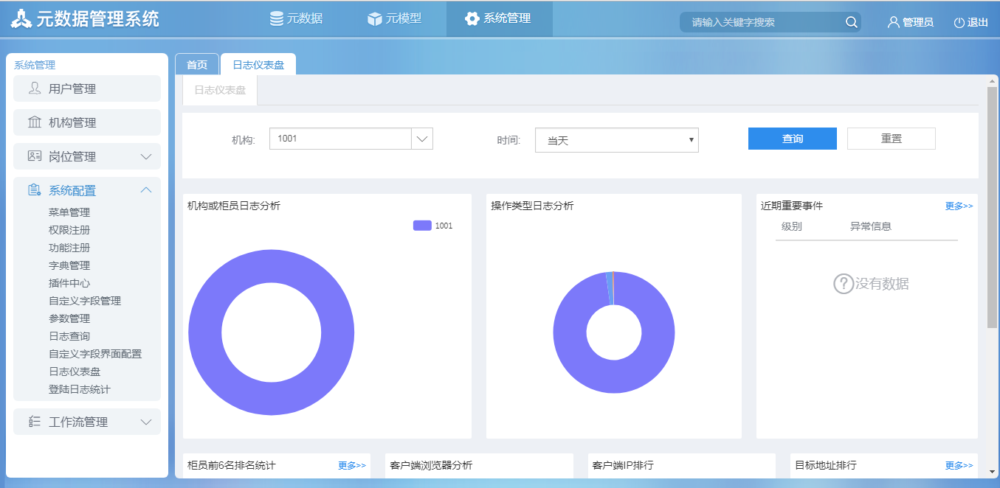 元数据管理系统
元数据
元模型
系统管理
请输入关键字搜索
管理员
退出
系统管理
用户管理
机构管理
岗位管理
系统配置
菜单管理
权限注册
功能注册
字典管理
插件中心
自定义字段管理
参数管理
日志查询
自定义字段界面配置
日志仪表盘
登陆日志统计
工作流管理
首页
日志仪表盘
日志仪表盘
机构:
1001
时间:
当天
查询
重置
机构或柜员日志分析
1001
操作类型日志分析
近期重要事件
更多>>
级别
异常信息
?没有数据
柜员前6名排名统计
更多>>
客户端浏览器分析
客户端IP排行
目标地址排行
更多>>